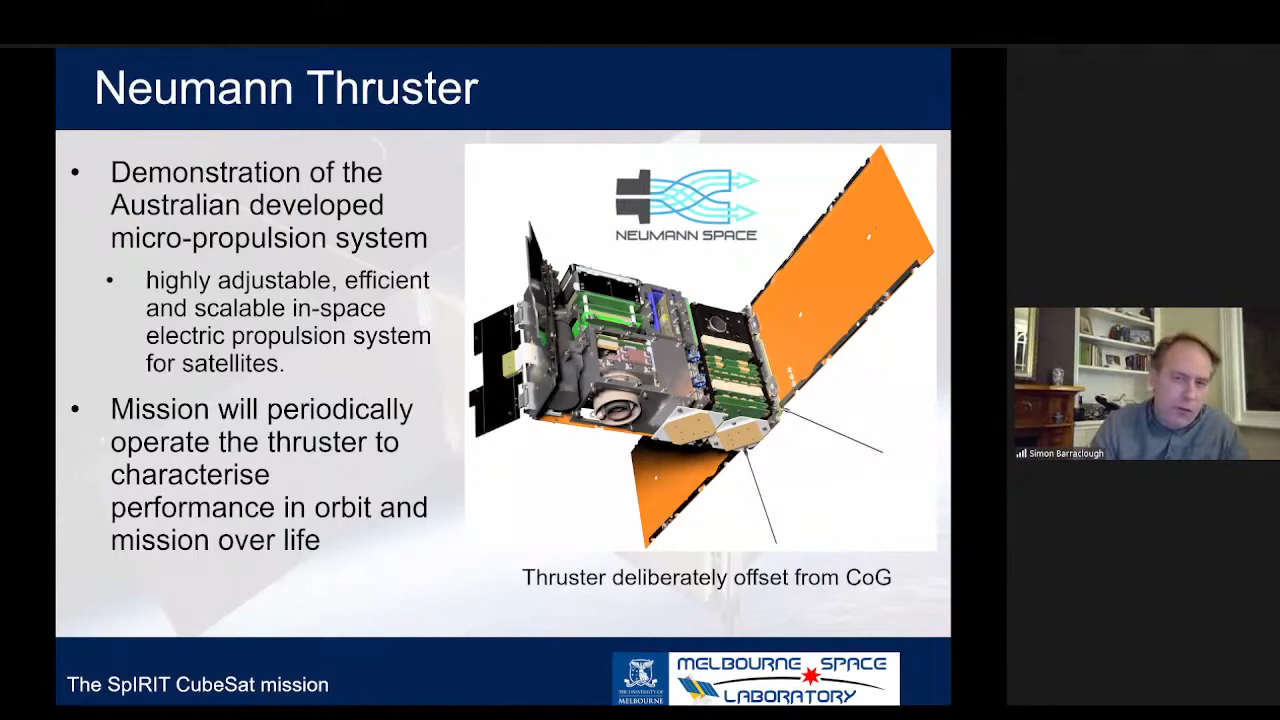 Neumann Thruster
• Demonstration of the
Australian developed
micro-propulsion system
• highly adjustable, efficient
and scalable in-space
electric propulsion system
for satellites.
• Mission will periodically
operate the thruster to
characterise
performance in orbit and
mission over life
NEUMANN SPACE
Thruster deliberately offset from CoG
Simon Barraclough
The SpIRIT CubeSat mission
THE UNIVERSITY OF
MELBOURNE
MELBOURNE SPACE
LABORATORY